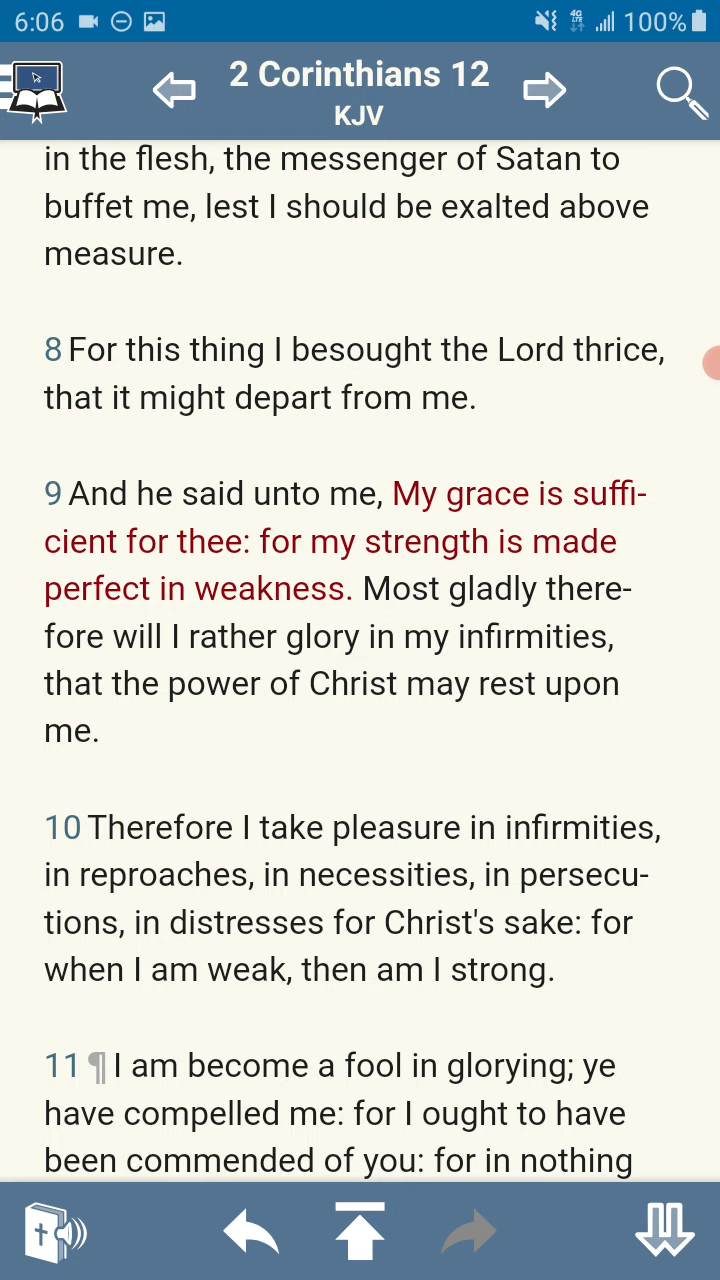 6:06
4G
LTE
100%
2 Corinthians 12
KJV
in the flesh, the messenger of Satan to
buffet me, lest I should be exalted above
measure.
8 For this thing I besought the Lord thrice,
that it might depart from me.
9 And he said unto me, My grace is suffi-
cient for thee: for my strength is made
perfect in weakness. Most gladly there-
fore will I rather glory in my infirmities,
that the power of Christ may rest upon
me.
10 Therefore I take pleasure in infirmities,
in reproaches, in necessities, in persecu-
tions, in distresses for Christ's sake: for
when I am weak, then am I strong.
11 ¶ I am become a fool in glorying; ye
have compelled me: for I ought to have
been commended of you: for in nothing